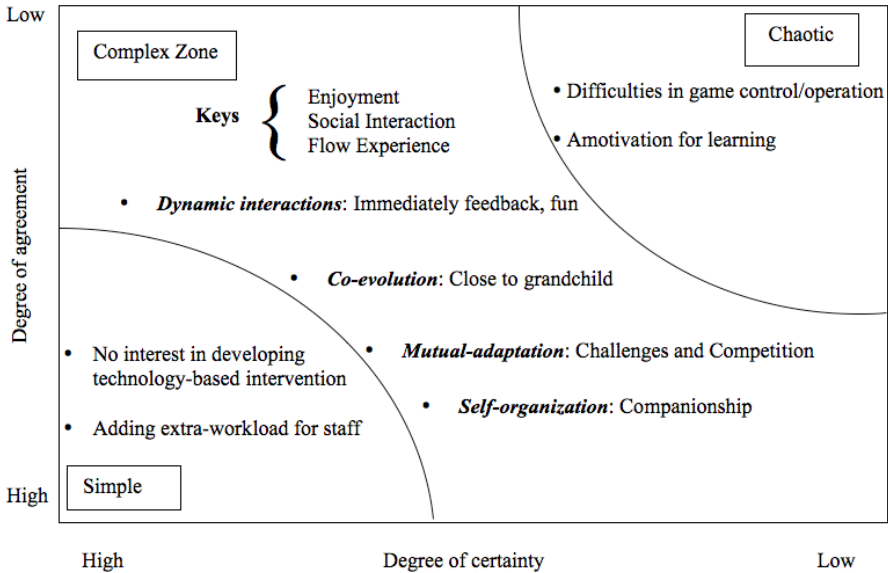 Low
Complex Zone
Chaotic
Keys
Enjoyment
Social Interaction
Flow Experience
• Difficulties in game control/operation
• Amotivation for learning
• Dynamic interactions: Immediately feedback, fun
Degree of agreement
• Co-evolution: Close to grandchild
• No interest in developing
technology-based intervention
• Mutual-adaptation: Challenges and Competition
• Self-organization: Companionship
• Adding extra-workload for staff
Simple
High
High
Degree of certainty
Low